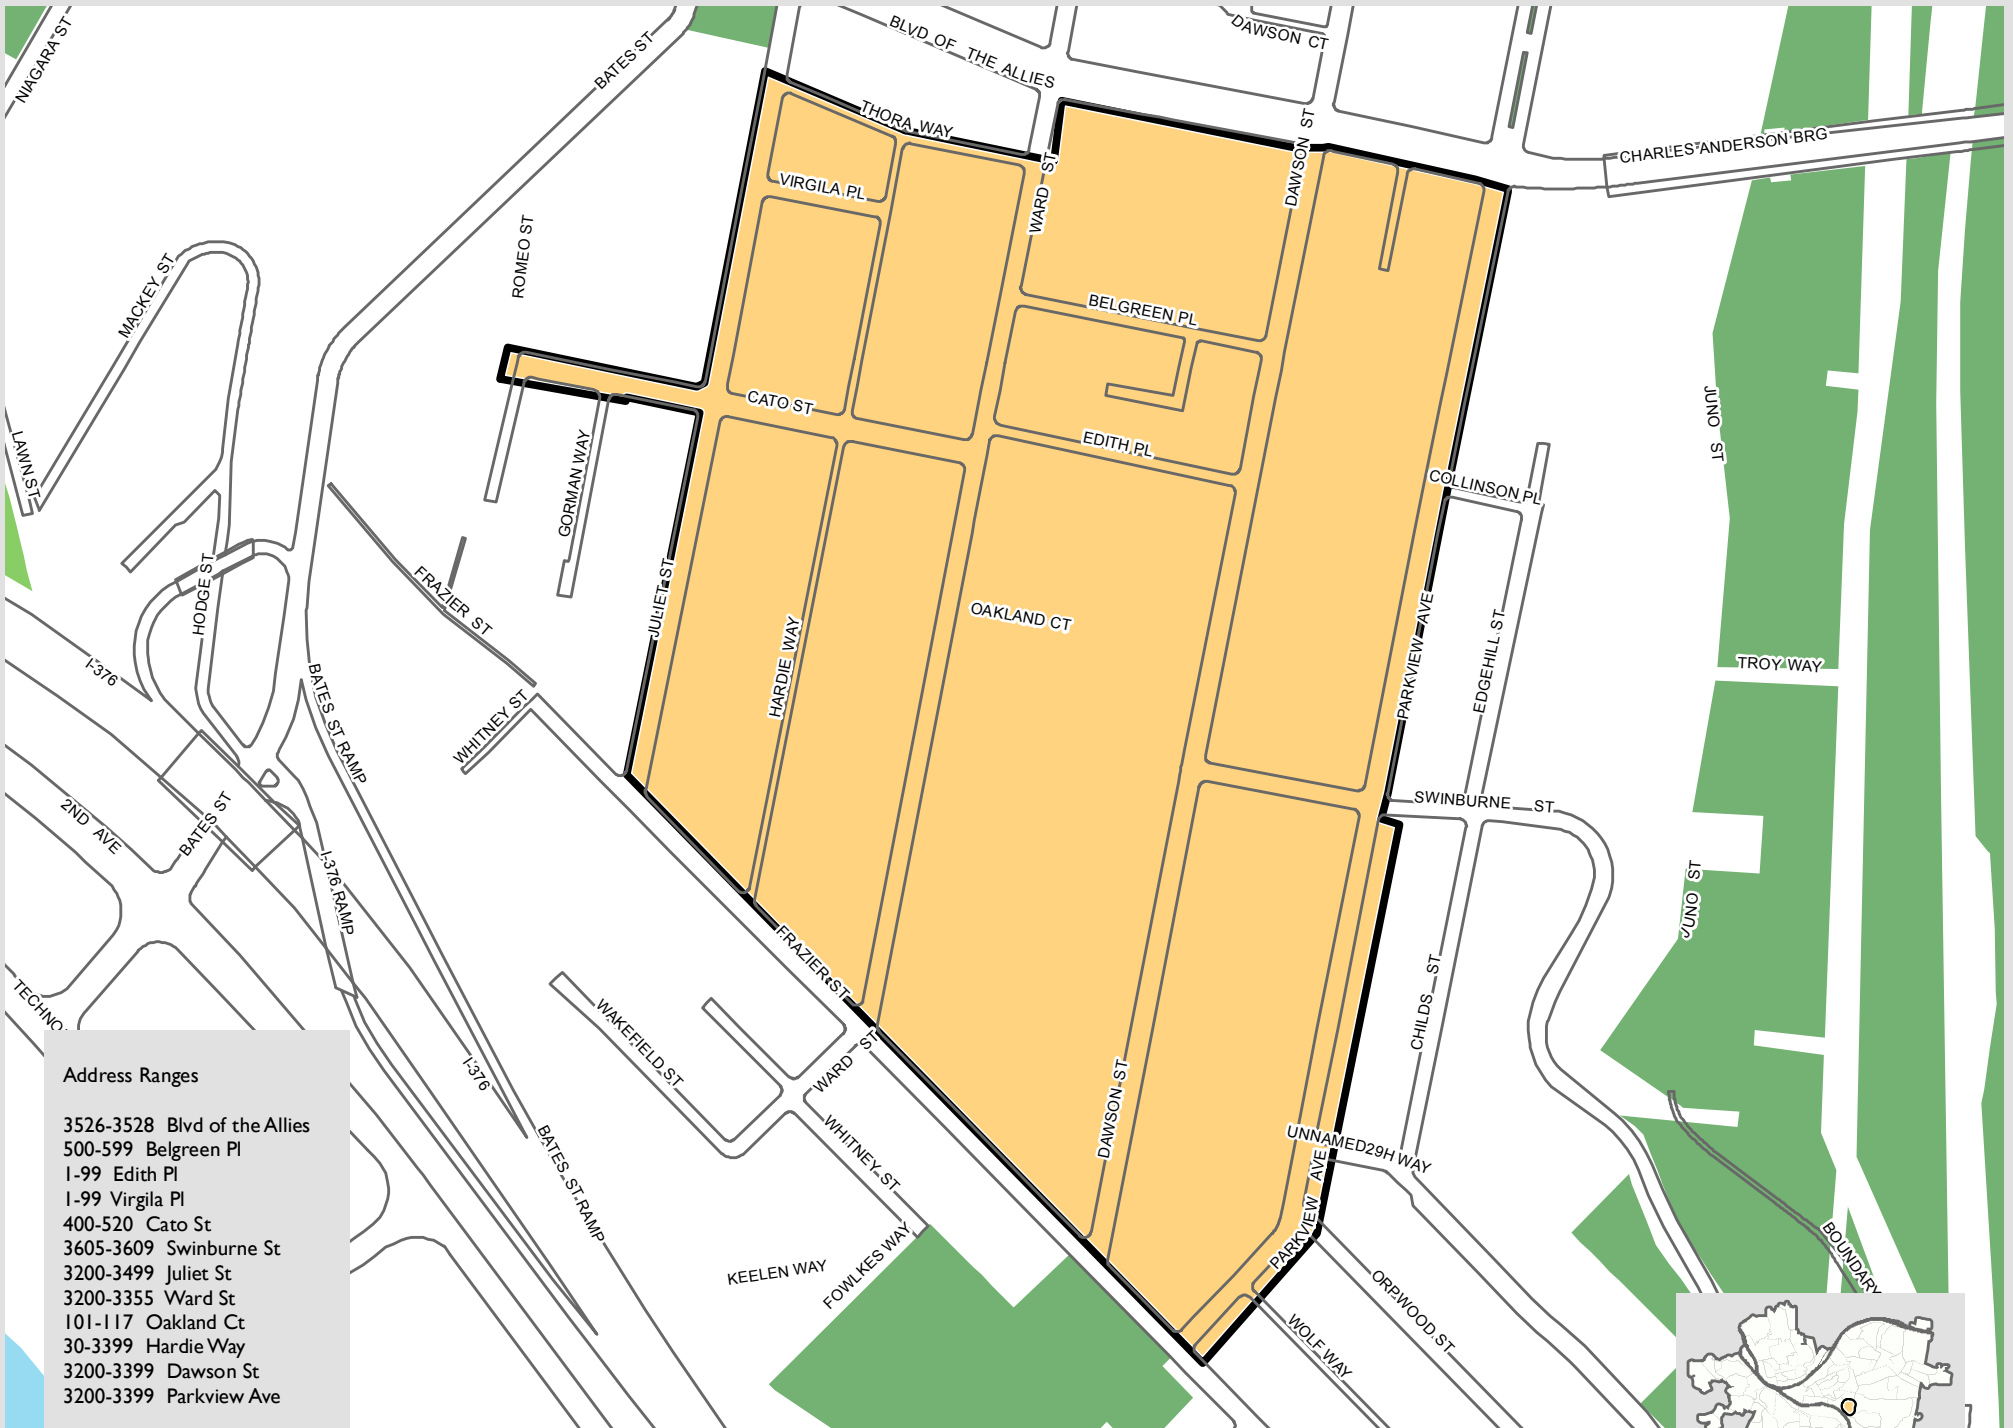 NIAGARA ST
BATES ST
BLVD OF THE ALLIES
DAWSON CT
THORA WAY
DAWSON ST
CHARLES ANDERSON BRG
WARD ST
VIRGILA PL
ROMEO ST
MACKEY ST
BELGREEN PL
CATO ST
JUNO ST
EDITH PL
LAWN ST
GORMAN WAY
COLLINSON PL
HODGE ST
FRAZIER ST
JULIET ST
OAKLAND CT
HARDIE WAY
PARKVIEW AVE
EDGEHILL ST
I-376
TROY WAY
WHITNEY ST
BATES ST RAMP
2ND AVE
BATES ST
SWINBURNE ST
I-376 RAMP
JUNO ST
FRAZIER ST
TECHNO
WAKEFIELD ST
CHILDS ST
I-376
WARD ST
DAWSON ST
WHITNEY ST
UNNAMED29H WAY
BATES ST RAMP
PARKVIEW AVE
KEELEN WAY
FOWLKES WAY
ORPWOOD ST
BOUNDARY
WOLF WAY
Address Ranges
3526-3528 Blvd of the Allies
500-599 Belgreen Pl
1-99 Edith Pl
1-99 Virgila Pl
400-520 Cato St
3605-3609 Swinburne St
3200-3499 Juliet St
3200-3355 Ward St
101-117 Oakland Ct
30-3399 Hardie Way
3200-3399 Dawson St
3200-3399 Parkview Ave